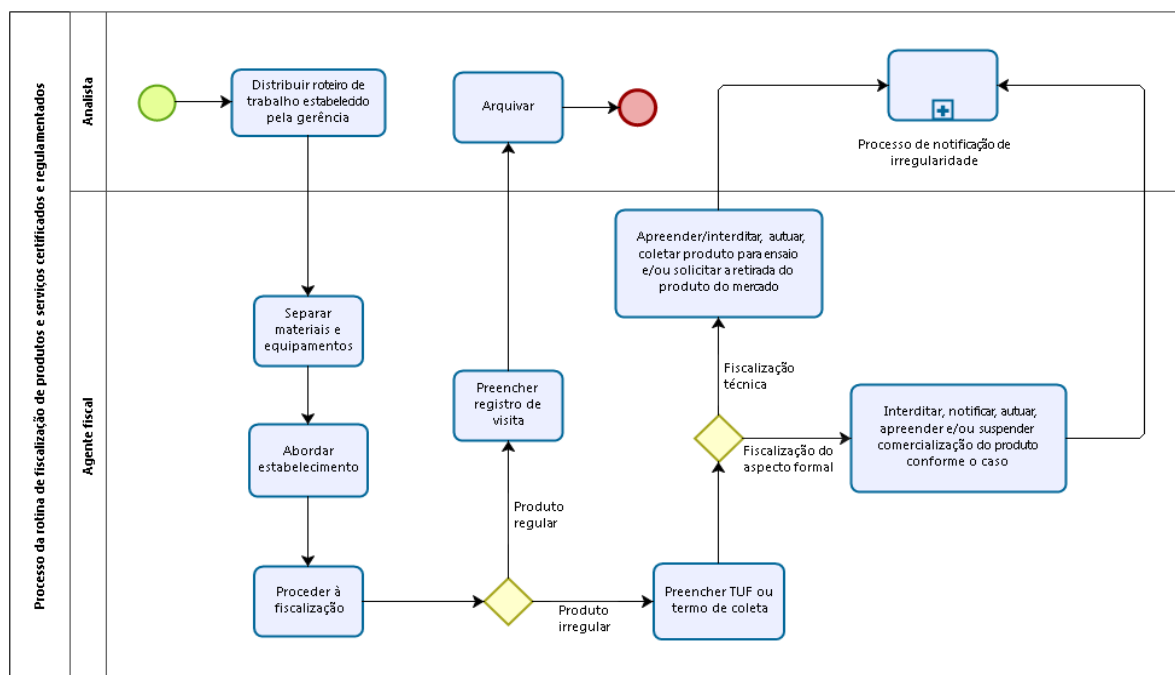 Processo da rotina de fiscalização de produtos e serviços certificados e regulamentados
Analista
Distribuir roteiro de
trabalho estabelecido
pela gerência
Arquivar
Processo de notificação de
irregularidade
Agente fiscal
Separar
materiais e
equipamentos
Abordar
estabelecimento
Proceder à
fiscalização
Produto
regular
Preencher
registro de
visita
Produto
irregular
Preencher TUF ou
termo de coleta
Fiscalização
técnica
Apreender/interditar, autuar,
coletar produto para ensaio
e/ou solicitar a retirada do
produto do mercado
Fiscalização do
aspecto formal
Interditar, notificar, autuar,
apreender e/ou suspender
comercialização do produto
conforme o caso